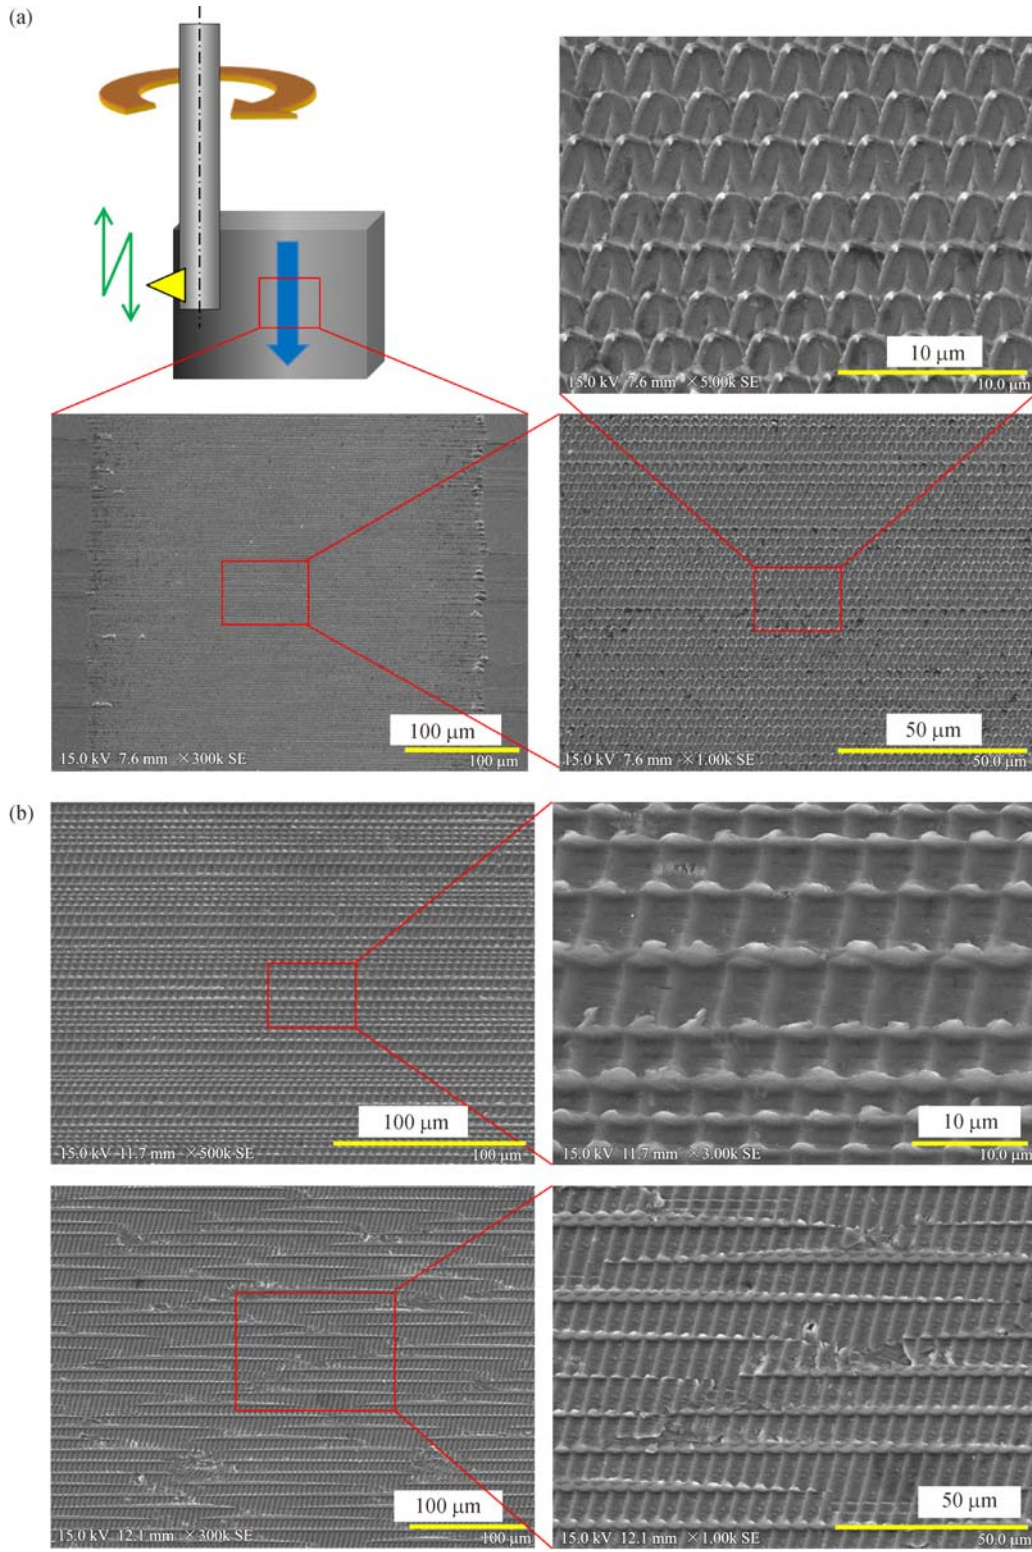 (a)
10 μm
15.0 kV 7.6 mm ×5.00k SE
10.0 μm
100 μm
15.0 kV 7.6 mm ×300k SE
100 μm
50 μm
15.0 kV 7.6 mm ×1.00k SE
50.0 μm
(b)
100 μm
15.0 kV 11.7 mm ×500k SE
100 μm
10 μm
15.0 kV 11.7 mm ×3.00k SE
10.0 μm
100 μm
15.0 kV 12.1 mm ×300k SE
100 μm
50 μm
15.0 kV 12.1 mm ×1.00k SE
50.0 μm